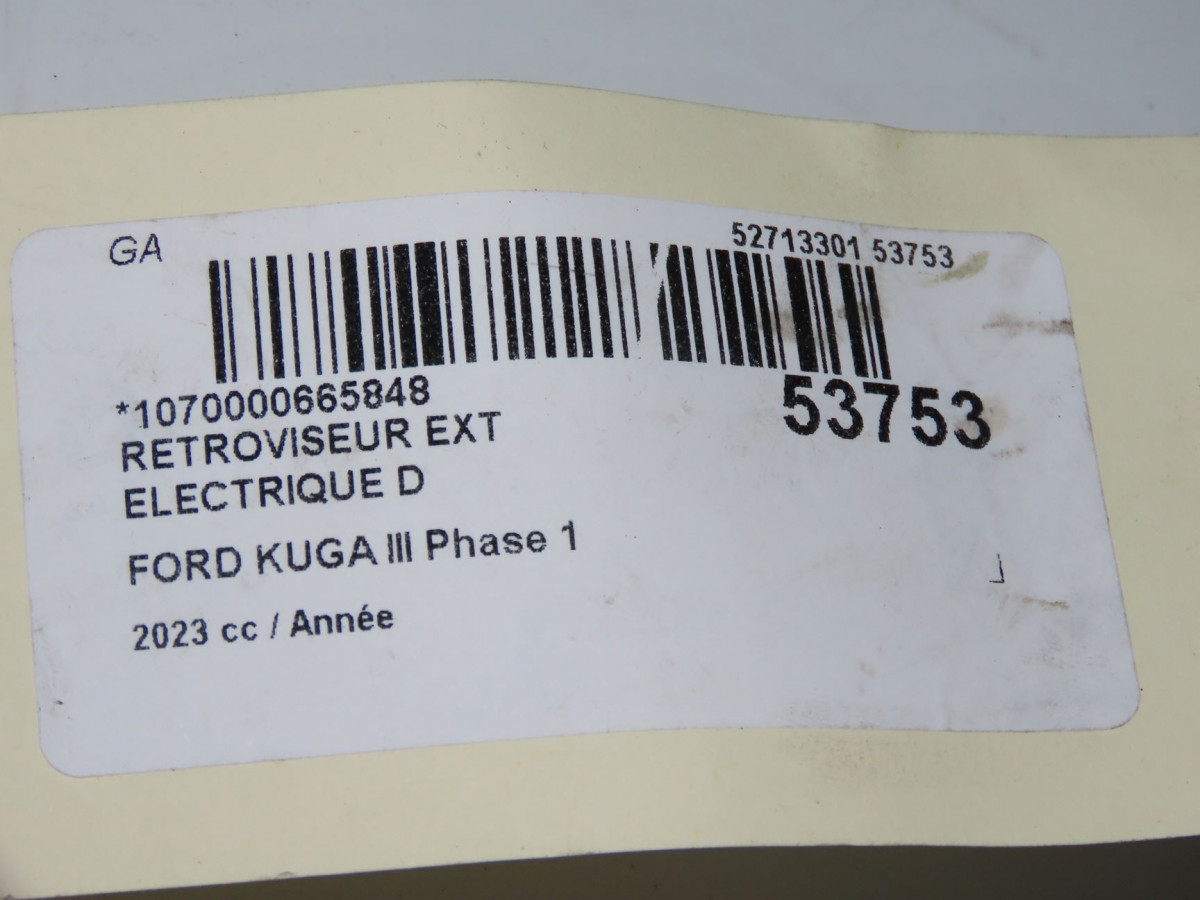 GA
52713301 53753
*1070000665848
53753
RETROVISEUR EXT
ELECTRIQUE D
FORD KUGA III Phase 1
2023 cc / Année